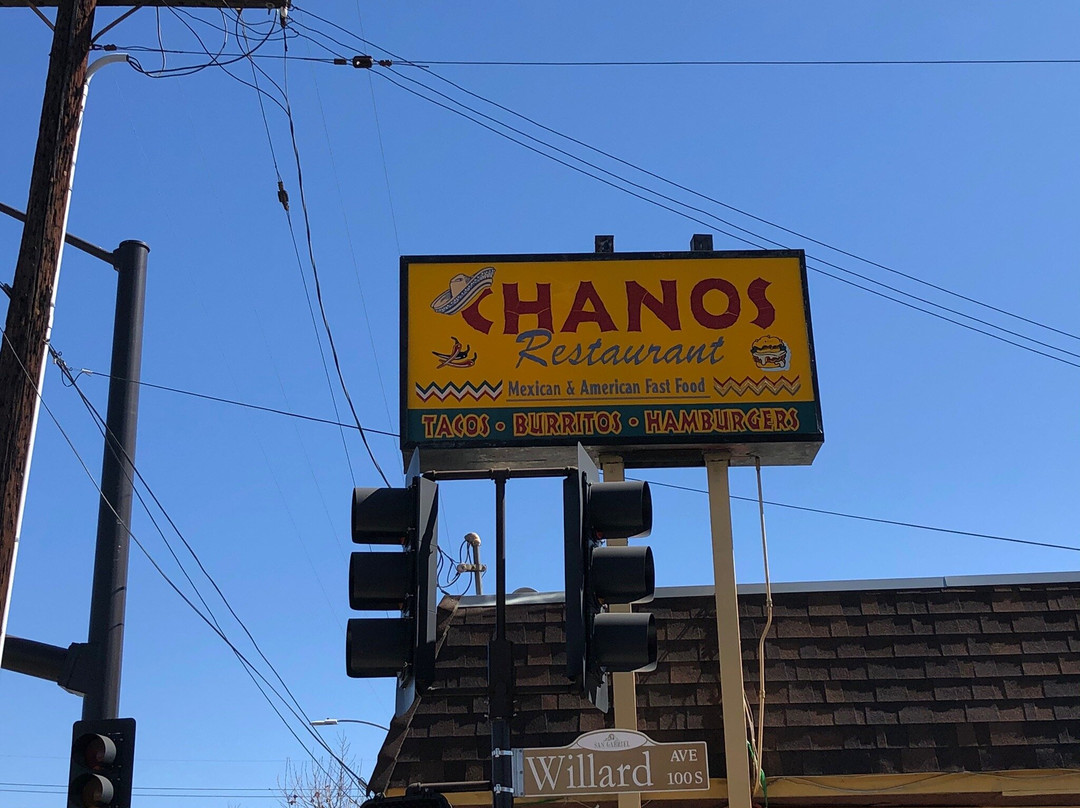 CHANOS
Restaurant
Mexican & American Fast Food
TACOS • BURRITOS • HAMBURGERS
SAN GABRIEL
Willard AVE
100 S